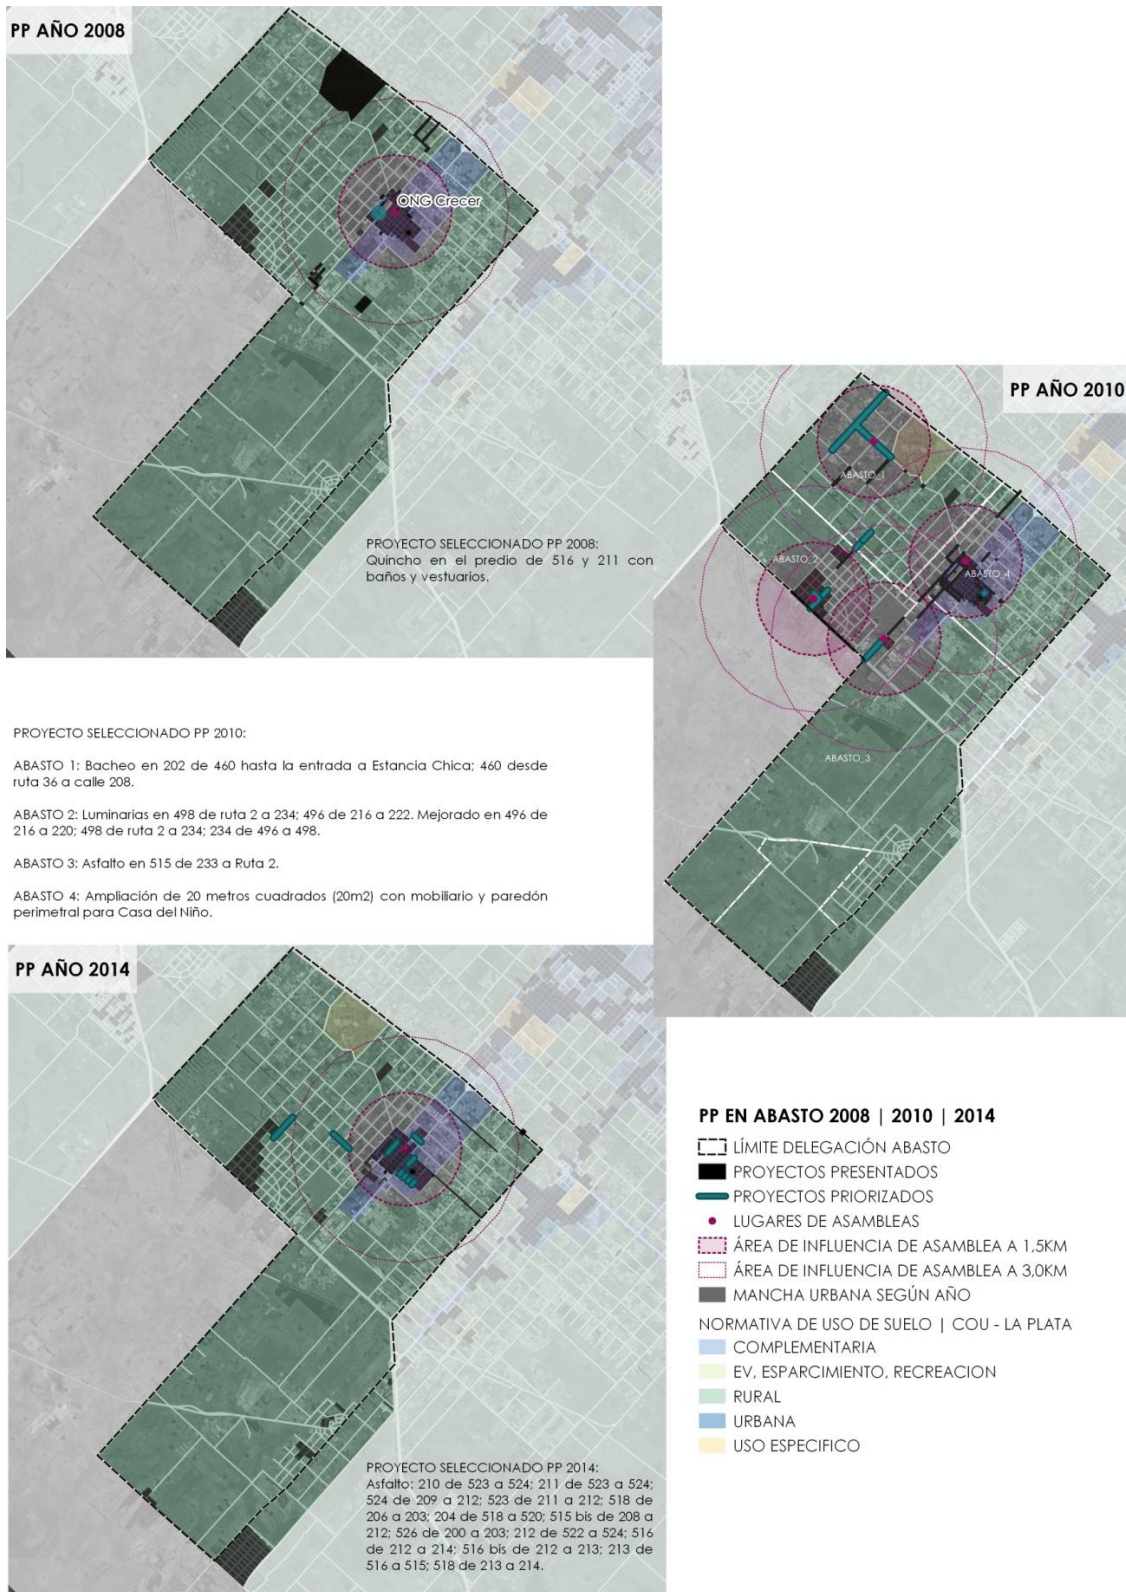 PP AÑO 2008
ONG Crecer
PROYECTO SELECCIONADO PP 2008:
Quincho en el predio de 516 y 211 con
baños y vestuarios.
PP AÑO 2010
ABASTO_1
ABASTO_2
ABASTO_4
ABASTO_3
PROYECTO SELECCIONADO PP 2010:
ABASTO 1: Bacheo en 202 de 460 hasta la entrada a Estancia Chica; 460 desde
ruta 36 a calle 208.
ABASTO 2: Luminarias en 498 de ruta 2 a 234; 496 de 216 a 222. Mejorado en 496 de
216 a 220; 498 de ruta 2 a 234; 234 de 496 a 498.
ABASTO 3: Asfalto en 515 de 233 a Ruta 2.
ABASTO 4: Ampliación de 20 metros cuadrados (20m2) con mobiliario y paredón
perimetral para Casa del Niño.
PP AÑO 2014
PROYECTO SELECCIONADO PP 2014:
Asfalto: 210 de 523 a 524; 211 de 523 a 524;
524 de 209 a 212; 523 de 211 a 212; 518 de
206 a 203; 204 de 518 a 520; 515 bis de 208 a
212; 526 de 200 a 203; 212 de 522 a 524; 516
de 212 a 214; 516 bis de 212 a 213; 213 de
516 a 515; 518 de 213 a 214.
PP EN ABASTO 2008 | 2010 | 2014
LÍMITE DELEGACIÓN ABASTO
PROYECTOS PRESENTADOS
PROYECTOS PRIORIZADOS
LUGARES DE ASAMBLEAS
ÁREA DE INFLUENCIA DE ASAMBLEA A 1,5KM
ÁREA DE INFLUENCIA DE ASAMBLEA A 3,0KM
MANCHA URBANA SEGÚN AÑO
NORMATIVA DE USO DE SUELO | COU - LA PLATA
COMPLEMENTARIA
EV, ESPARCIMIENTO, RECREACION
RURAL
URBANA
USO ESPECIFICO